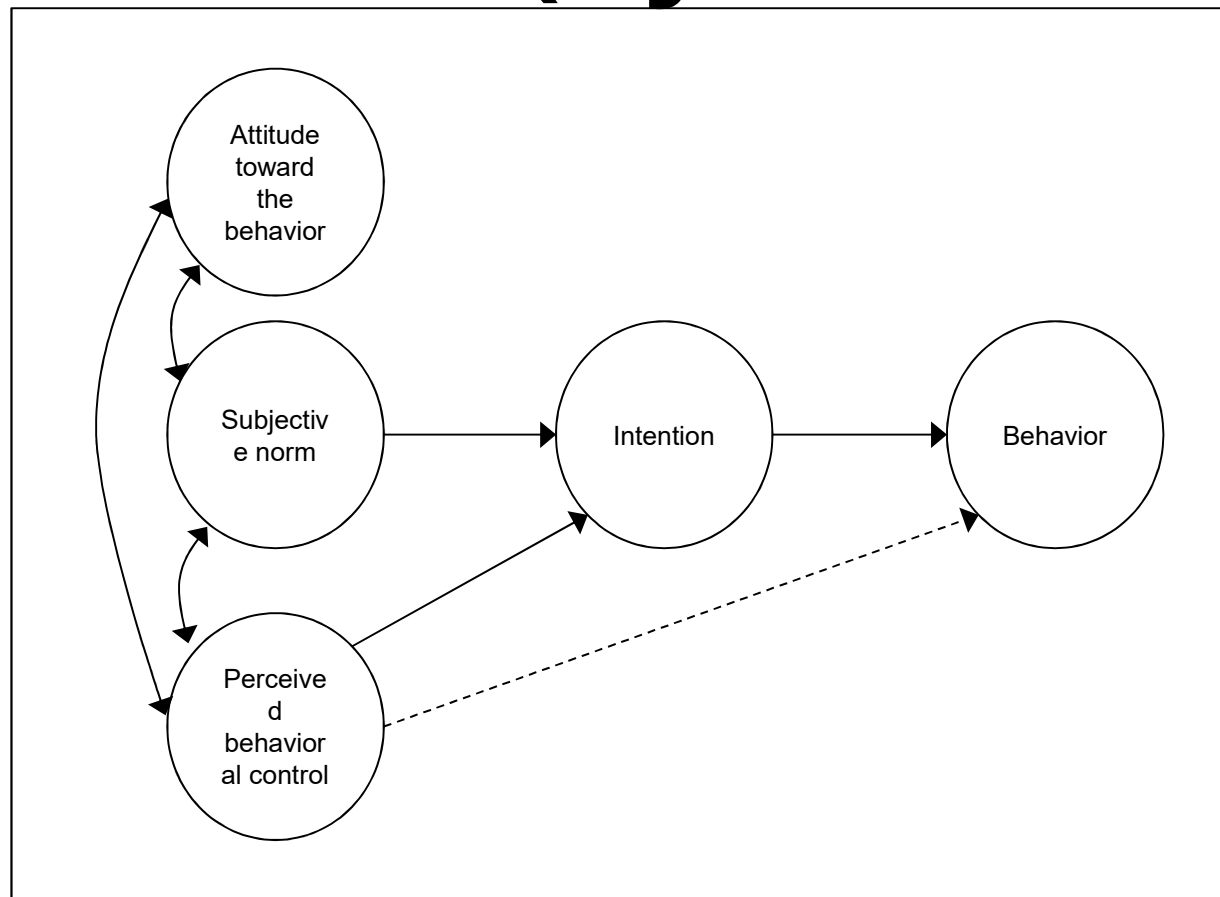 Attitude
toward
the
behavior
Subjectiv
e norm
Intention
Behavior
Perceive
d
behavior
al control